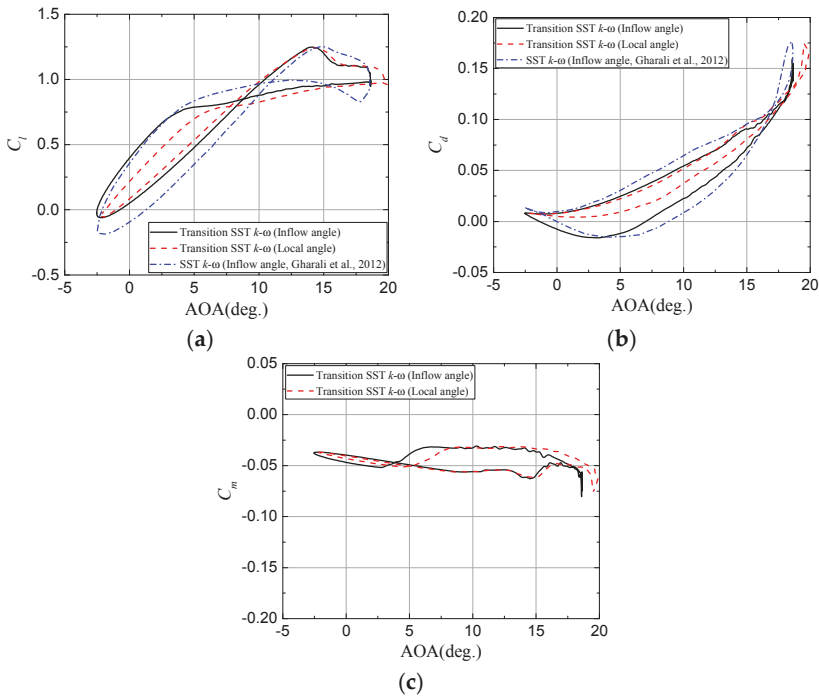 1.5
1.0
0.5
0.0
0.5
-5 0 5 10 15 20
C_l
AOA(deg.)
Transition SST k-ω (Inflow angle)
Transition SST k-ω (Local angle)
SST k-ω (Inflow angle, Gharali et al., 2012)
(a)
0.20
0.15
0.10
0.05
0.00
-0.05
-5 0 5 10 15 20
C_d
AOA(deg.)
Transition SST k-ω (Inflow angle)
Transition SST k-ω (Local angle)
SST k-ω (Inflow angle, Gharali et al., 2012)
(b)
0.05
0.00
-0.05
-0.10
-0.15
-0.20
-5 0 5 10 15 20
C_m
AOA(deg.)
Transition SST k-ω (Inflow angle)
Transition SST k-ω (Local angle)
(c)